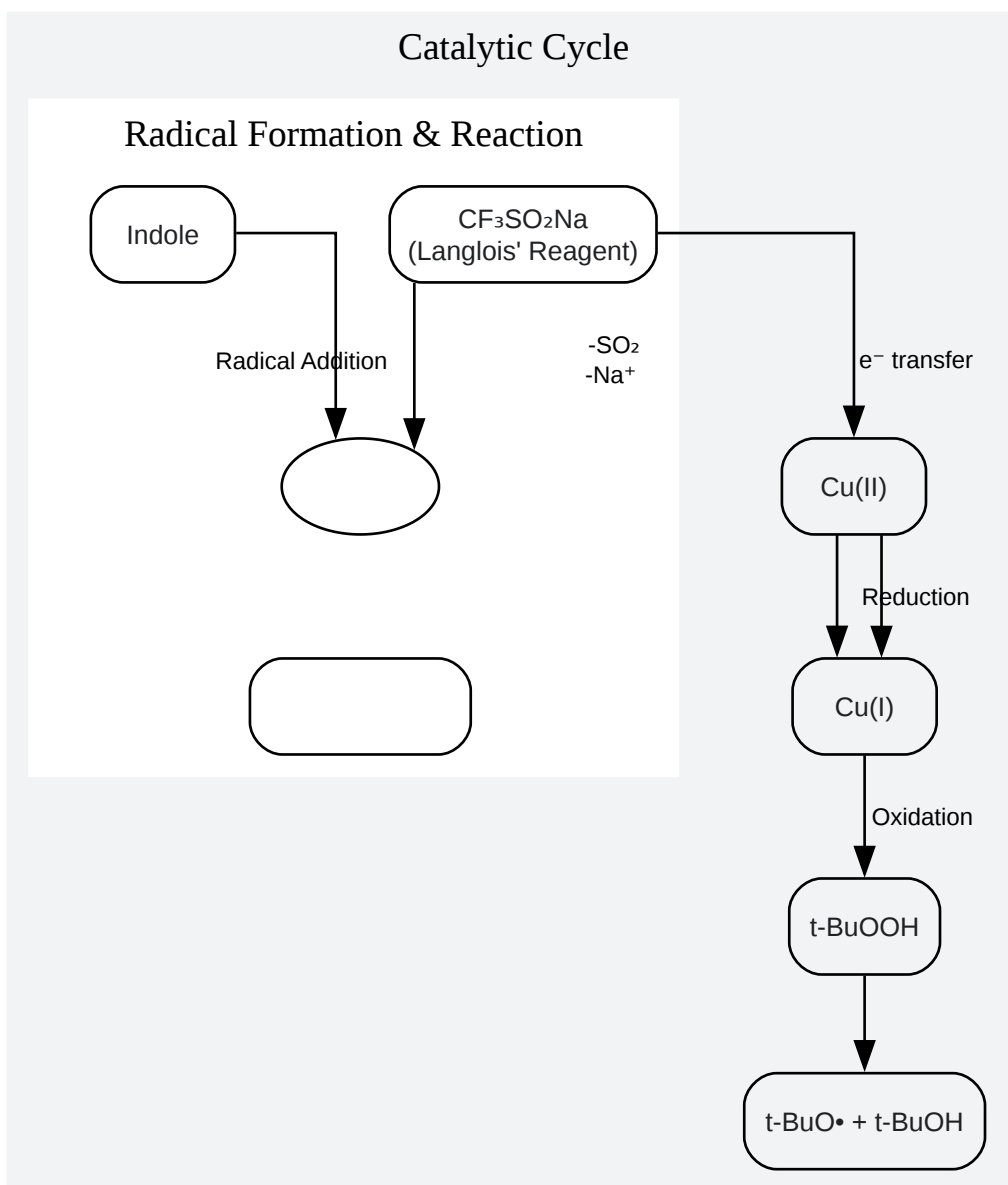 Catalytic Cycle
Radical Formation & Reaction
Indole
CF₃SO₂Na
(Langlois' Reagent)
Radical Addition
-SO₂
-Na⁺
e⁻ transfer
Cu(II)
Reduction
Cu(I)
Oxidation
t-BuOOH
t-BuO• + t-BuOH